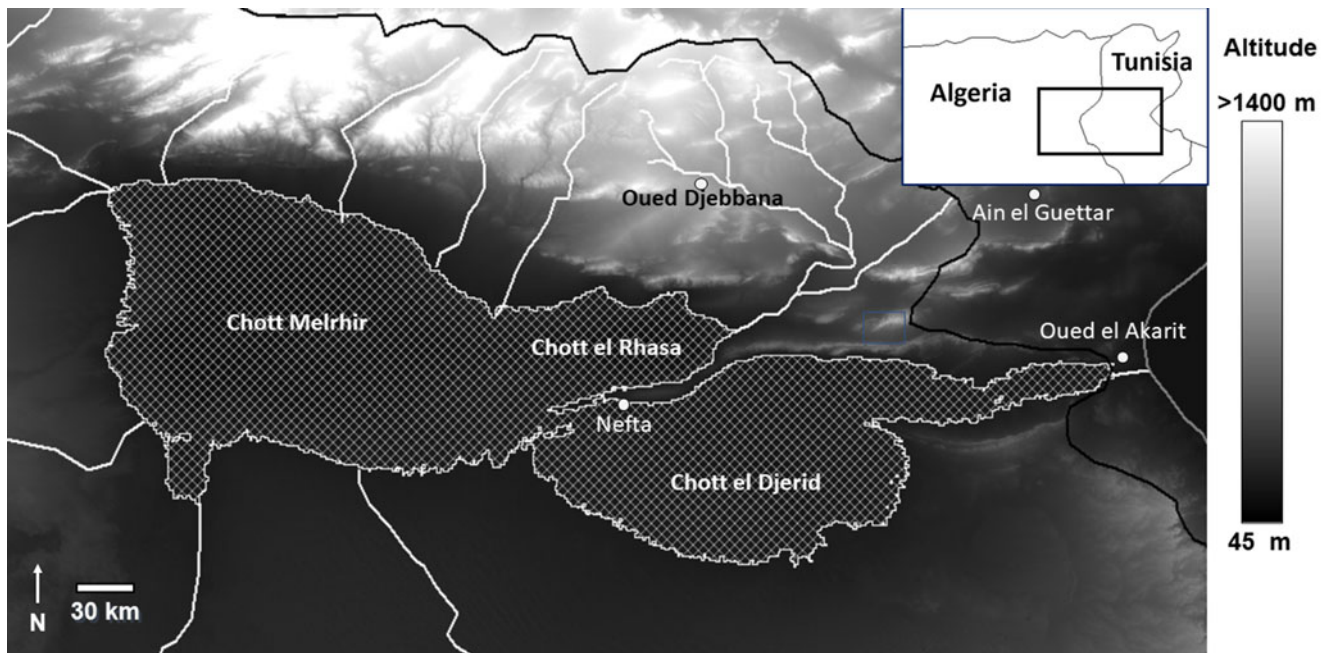 Altitude
Tunisia
Algeria
>1400 m
Oued Djebbana
Ain el Guettar
Chott Melrhir
Chott el Rhasa
Oued el Akarit
Nefta
Chott el Djerid
45 m
30 km
N